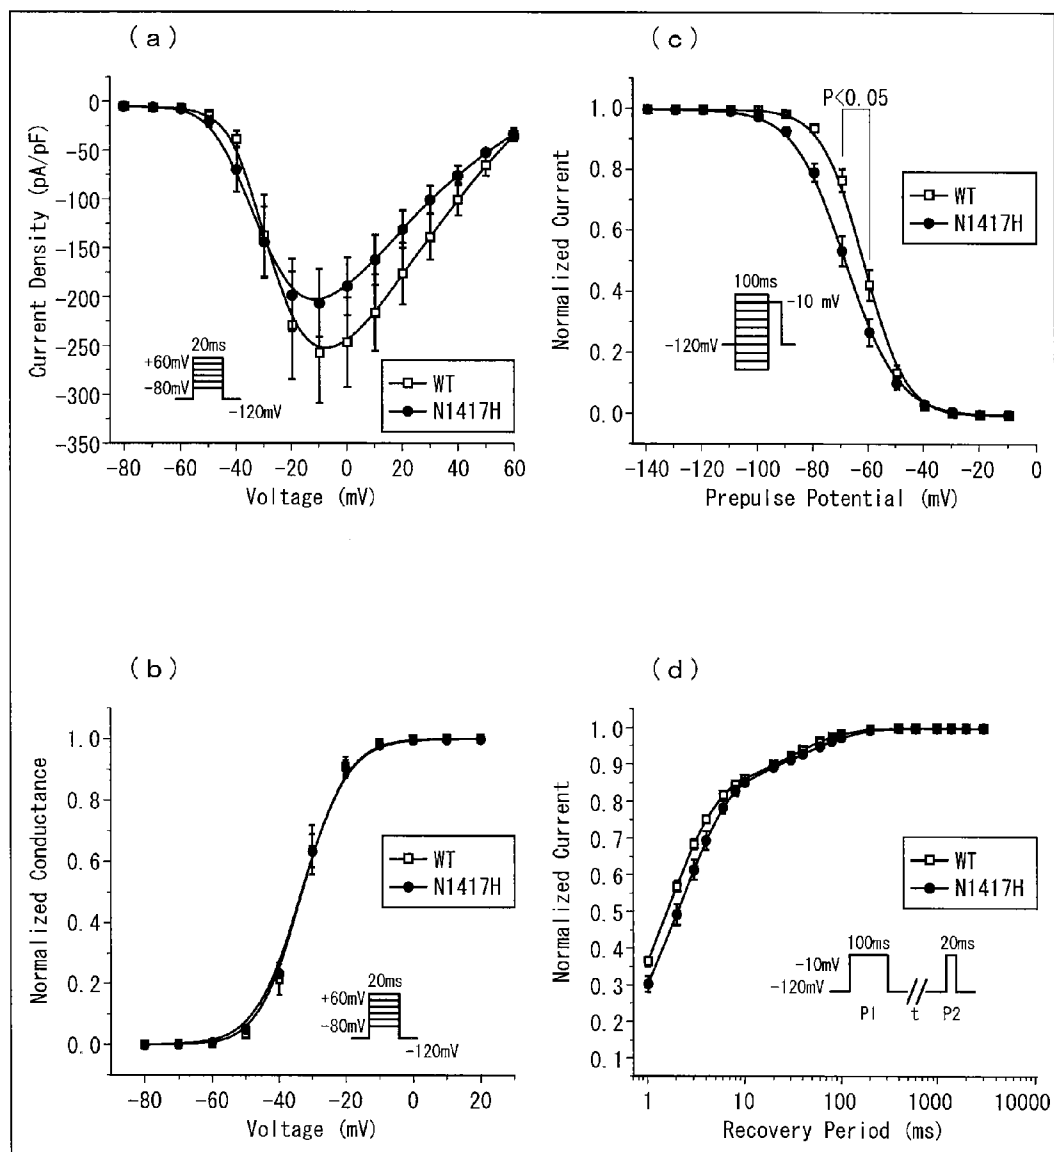 (a)
0
-50
-100
-150
-200
-250
-300
-350
Current Density (pA/pF)
20ms
+60mV
-80mV
-120mV
WT
N1417H
-80 -60 -40 -20 0 20 40 60
Voltage (mV)
(c)
1.0
0.8
0.6
0.4
0.2
0.0
Normalized Current
P<0.05
WT
N1417H
100ms
-10 mV
-120mV
-140 -120 -100 -80 -60 -40 -20 0
Prepulse Potential (mV)
(b)
1.0
0.8
0.6
0.4
0.2
0.0
Normalized Conductance
WT
N1417H
20ms
+60mV
-80mV
-120mV
-80 -60 -40 -20 0 20
Voltage (mV)
(d)
1.0
0.9
0.8
0.7
0.6
0.5
0.4
0.3
0.2
0.1
Normalized Current
WT
N1417H
100ms 20ms
-10mV
-120mV
P1 t P2
1 10 100 1000 10000
Recovery Period (ms)